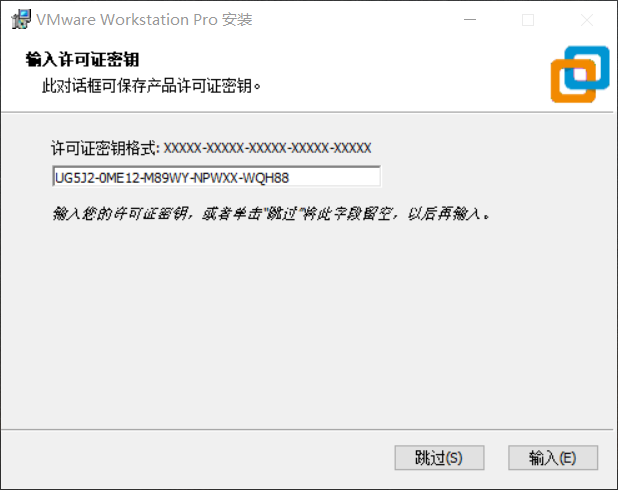 VMware Workstation Pro 安装
输入许可证密钥
此对话框可保存产品许可证密钥。
许可证密钥格式: XXXXX-XXXXX-XXXXX-XXXXX-XXXXX
UG5J2-0ME12-M89WY-NPWXX-WQH88
输入您的许可证密钥，或者单击"跳过"将此字段留空，以后再输入。
跳过(S) 输入(E)